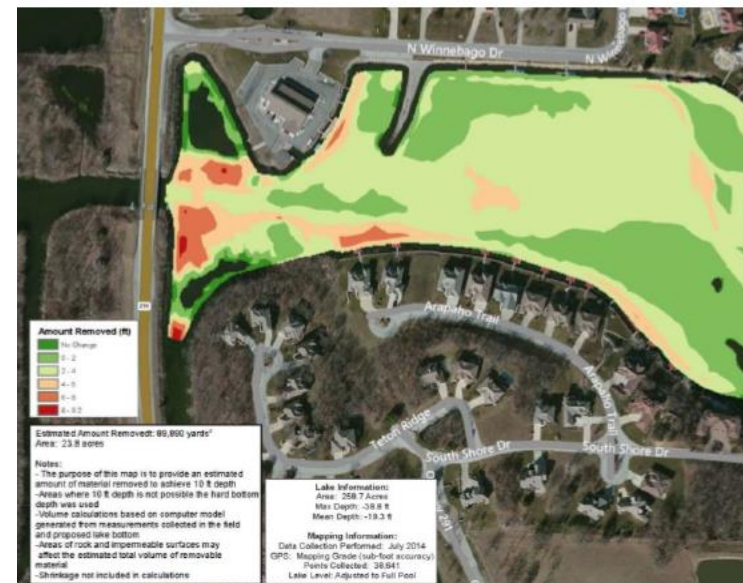 N Winnebago Dr
N Winnebago
291
Arapaho Trail
Arapaho Trail
Teton Ridge
South Shore Dr
South Shore Dr
291
Amount Removed (ft)
No Change
0 - 2
2 - 4
4 - 6
6 - 8
8 - 9.2
Estimated Amount Removed: 89,890 yards³
Area: 23.8 acres
Notes:
- The purpose of this map is to provide an estimated
amount of material removed to achieve 10 ft depth
-Areas where 10 ft depth is not possible the hard bottom
depth was used
-Volume calculations based on computer model
generated from measurements collected in the field
and proposed lake bottom
-Areas of rock and impermeable surfaces may
affect the estimated total volume of removable
material
-Shrinkage not included in calculations
Lake Information:
Area: 258.7 Acres
Max Depth: -38.8 ft
Mean Depth: -19.3 ft
Mapping Information:
Data Collection Performed: July 2014
GPS: Mapping Grade (sub-foot accuracy)
Points Collected: 38,641
Lake Level: Adjusted to Full Pool